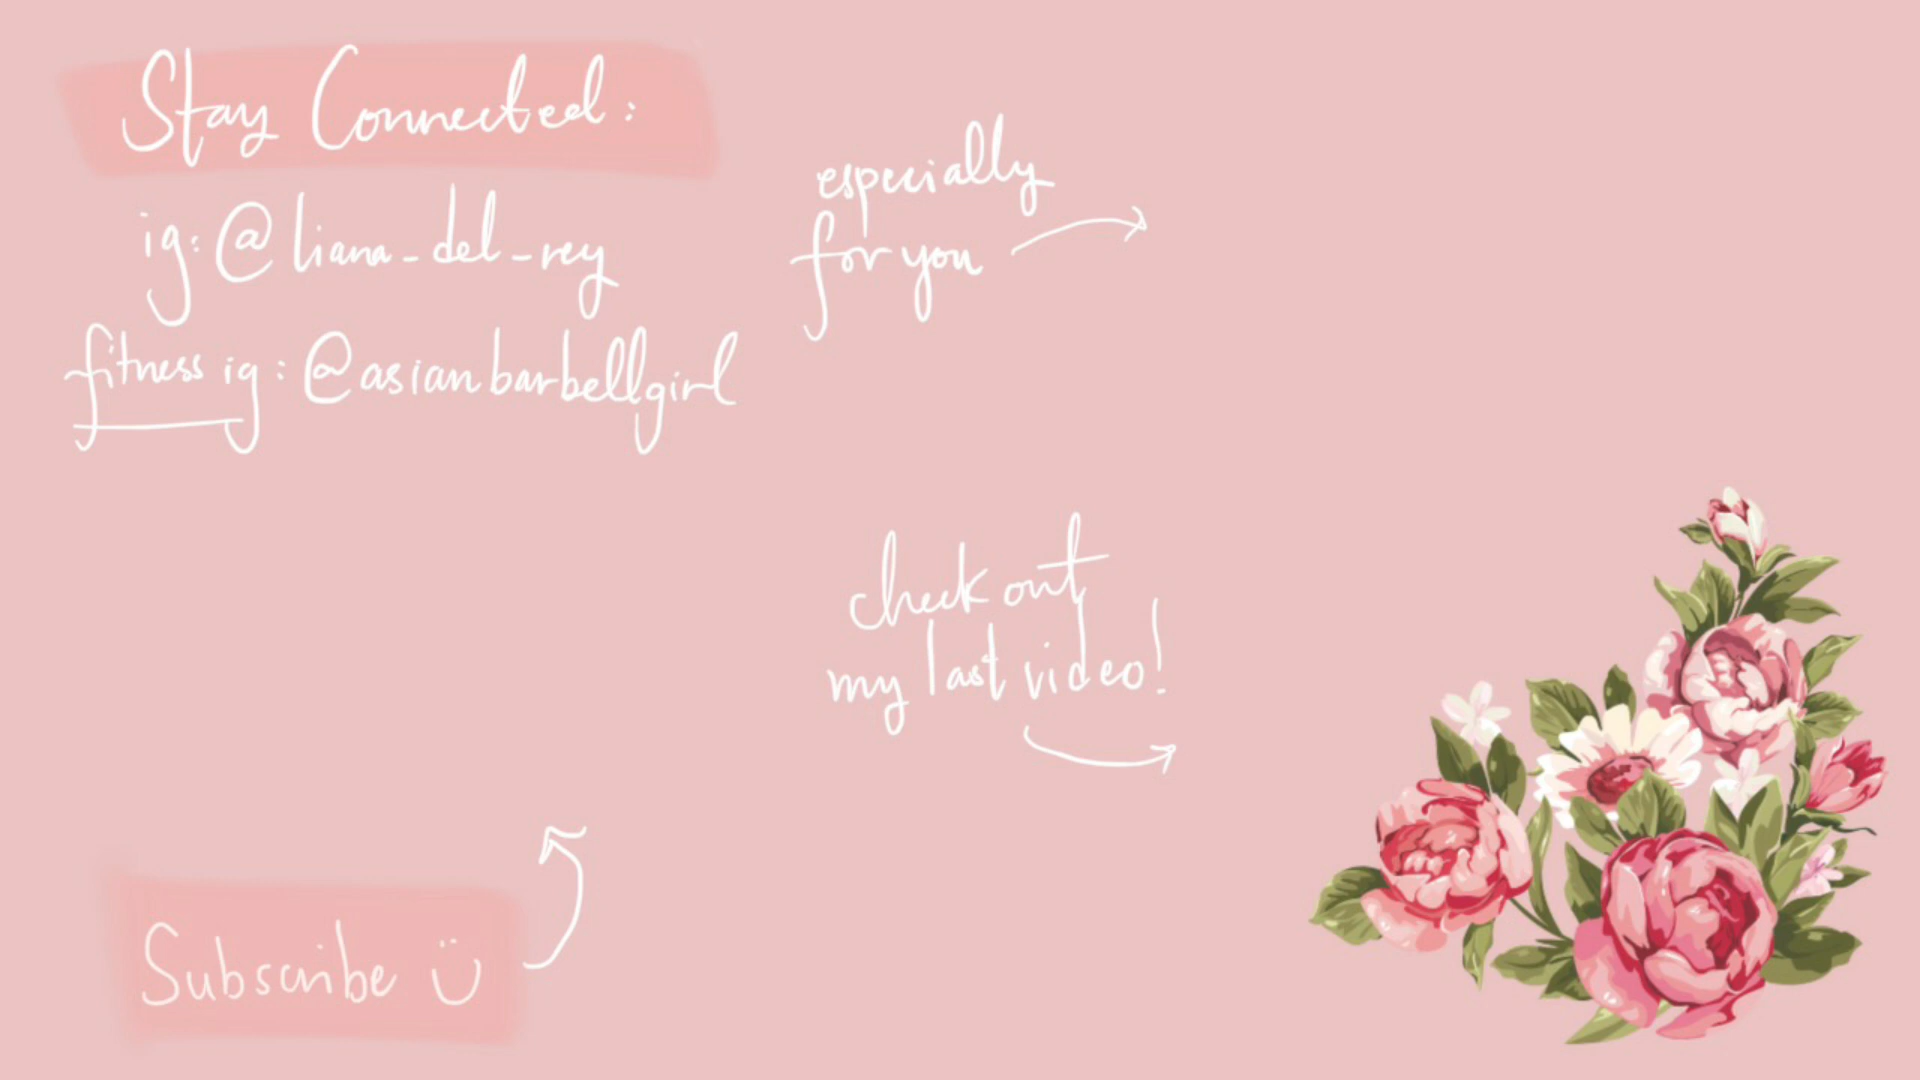 Stay Connected:
ig: @liana_del_rey
fitness ig: @asianbarbellgirl
especially
for you
check out
my last video!
Subscribe Ü